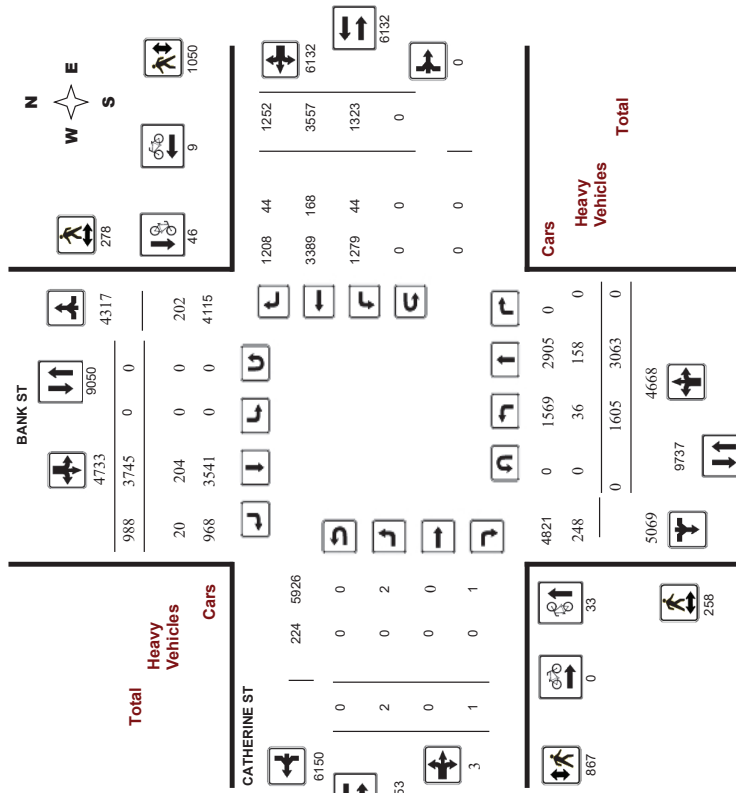 N
W E
S
278
1050
46
9
BANK ST
4733
9050
4317
988 3745 0 0
20 204 0 0 202
968 3541 0 0 4115
Total
Heavy
Vehicles
Cars
6132
6132
0
1208 44 1252
3389 168 3557
1279 44 1323
0 0 0
0 0
CATHERINE ST
6150
53
3
224 5926
0 0 0
2 0 2
0 0 0
1 0 1
Cars
Heavy
Vehicles
Total
4821 0 1569 2905 0
248 0 36 158 0
0 1605 3063 0
5069
9737
4668
0
33
867
258